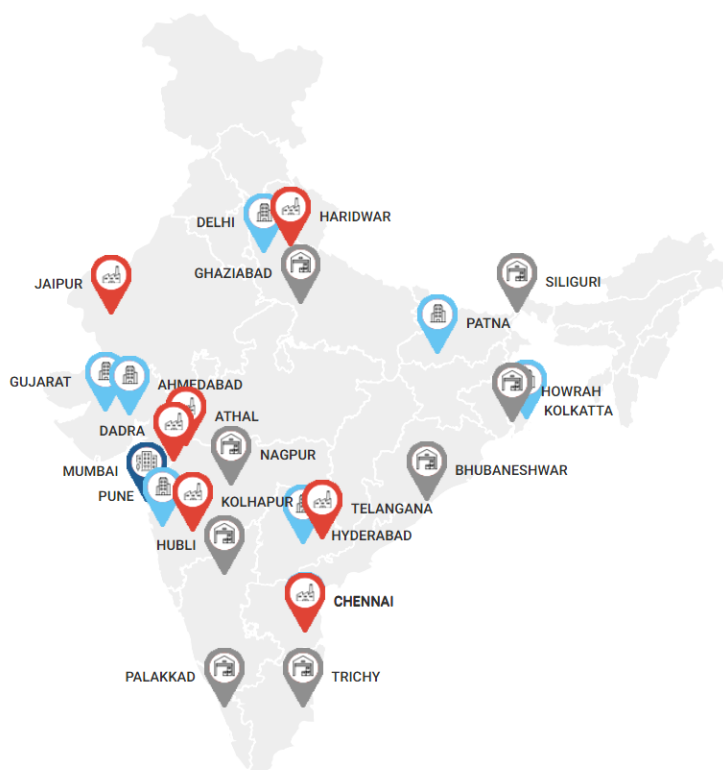 HARIDWAR
DELHI
GHAZIABAD
SILIGURI
JAIPUR
PATNA
GUJARAT
AHMEDABAD
HOWRAH
KOLKATTA
ATHAL
DADRA
NAGPUR
MUMBAI
BHUBANESHWAR
PUNE
KOLHAPUR
TELANGANA
HYDERABAD
HUBLI
CHENNAI
PALAKKAD
TRICHY